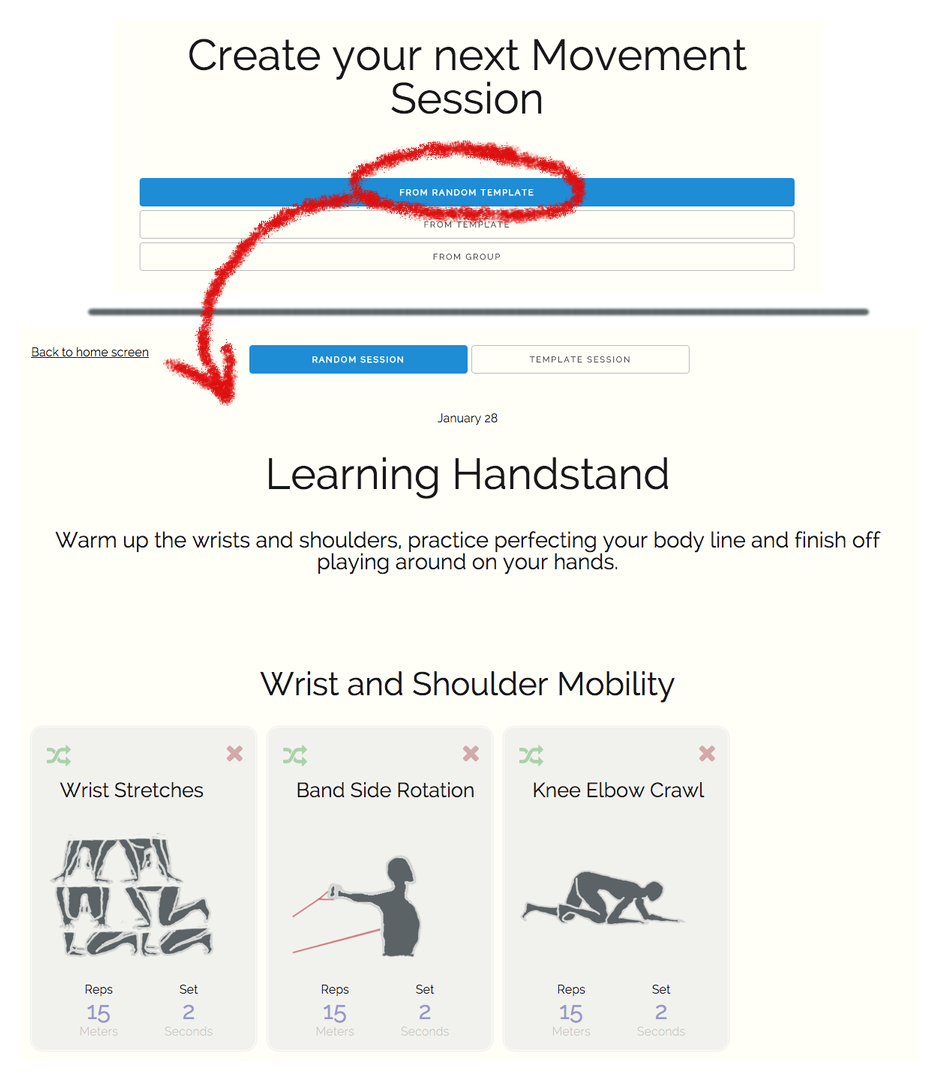 Create your next Movement
Session
FROM RANDOM TEMPLATE
FROM TEMPLATE
FROM GROUP
Back to home screen
RANDOM SESSION
TEMPLATE SESSION
January 28
Learning Handstand
Warm up the wrists and shoulders, practice perfecting your body line and finish off
playing around on your hands.
Wrist and Shoulder Mobility
Wrist Stretches
Reps Set
15 2
Meters Seconds
Band Side Rotation
Reps Set
15 2
Meters Seconds
Knee Elbow Crawl
Reps Set
15 2
Meters Seconds